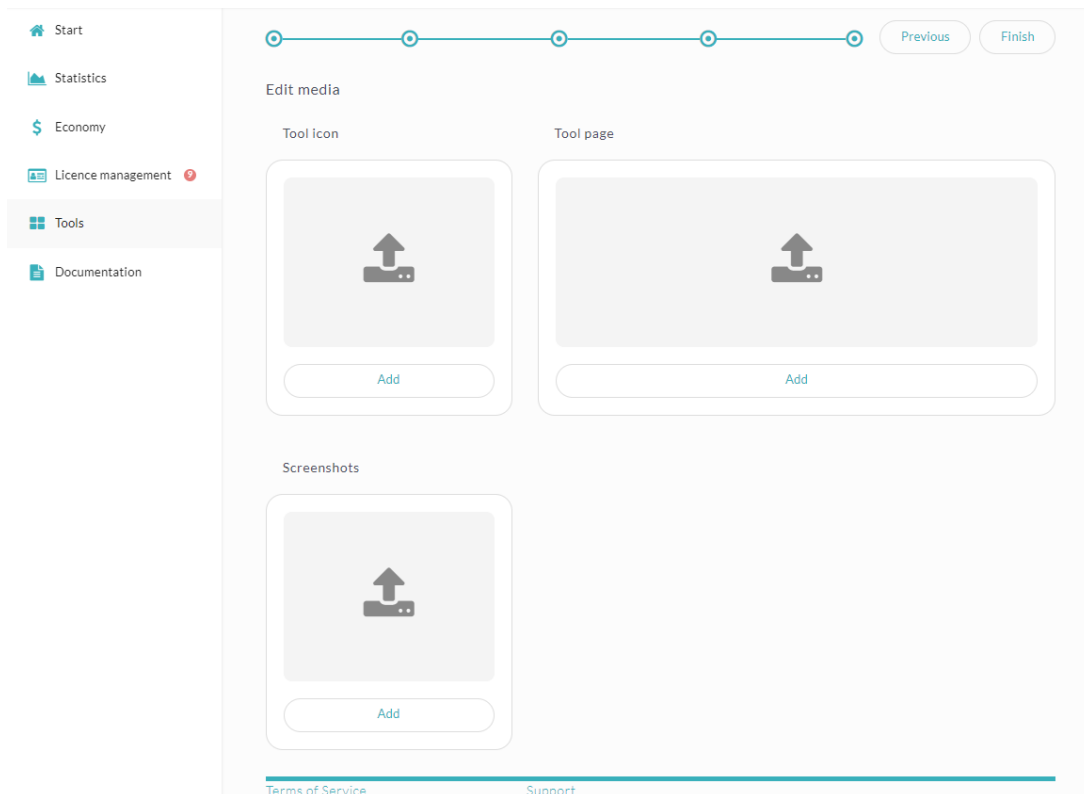 Start
Statistics
Economy
Licence management 9
Tools
Documentation
Previous
Finish
Edit media
Tool icon
Tool page
Add
Add
Screenshots
Add
Terms of Service
Support